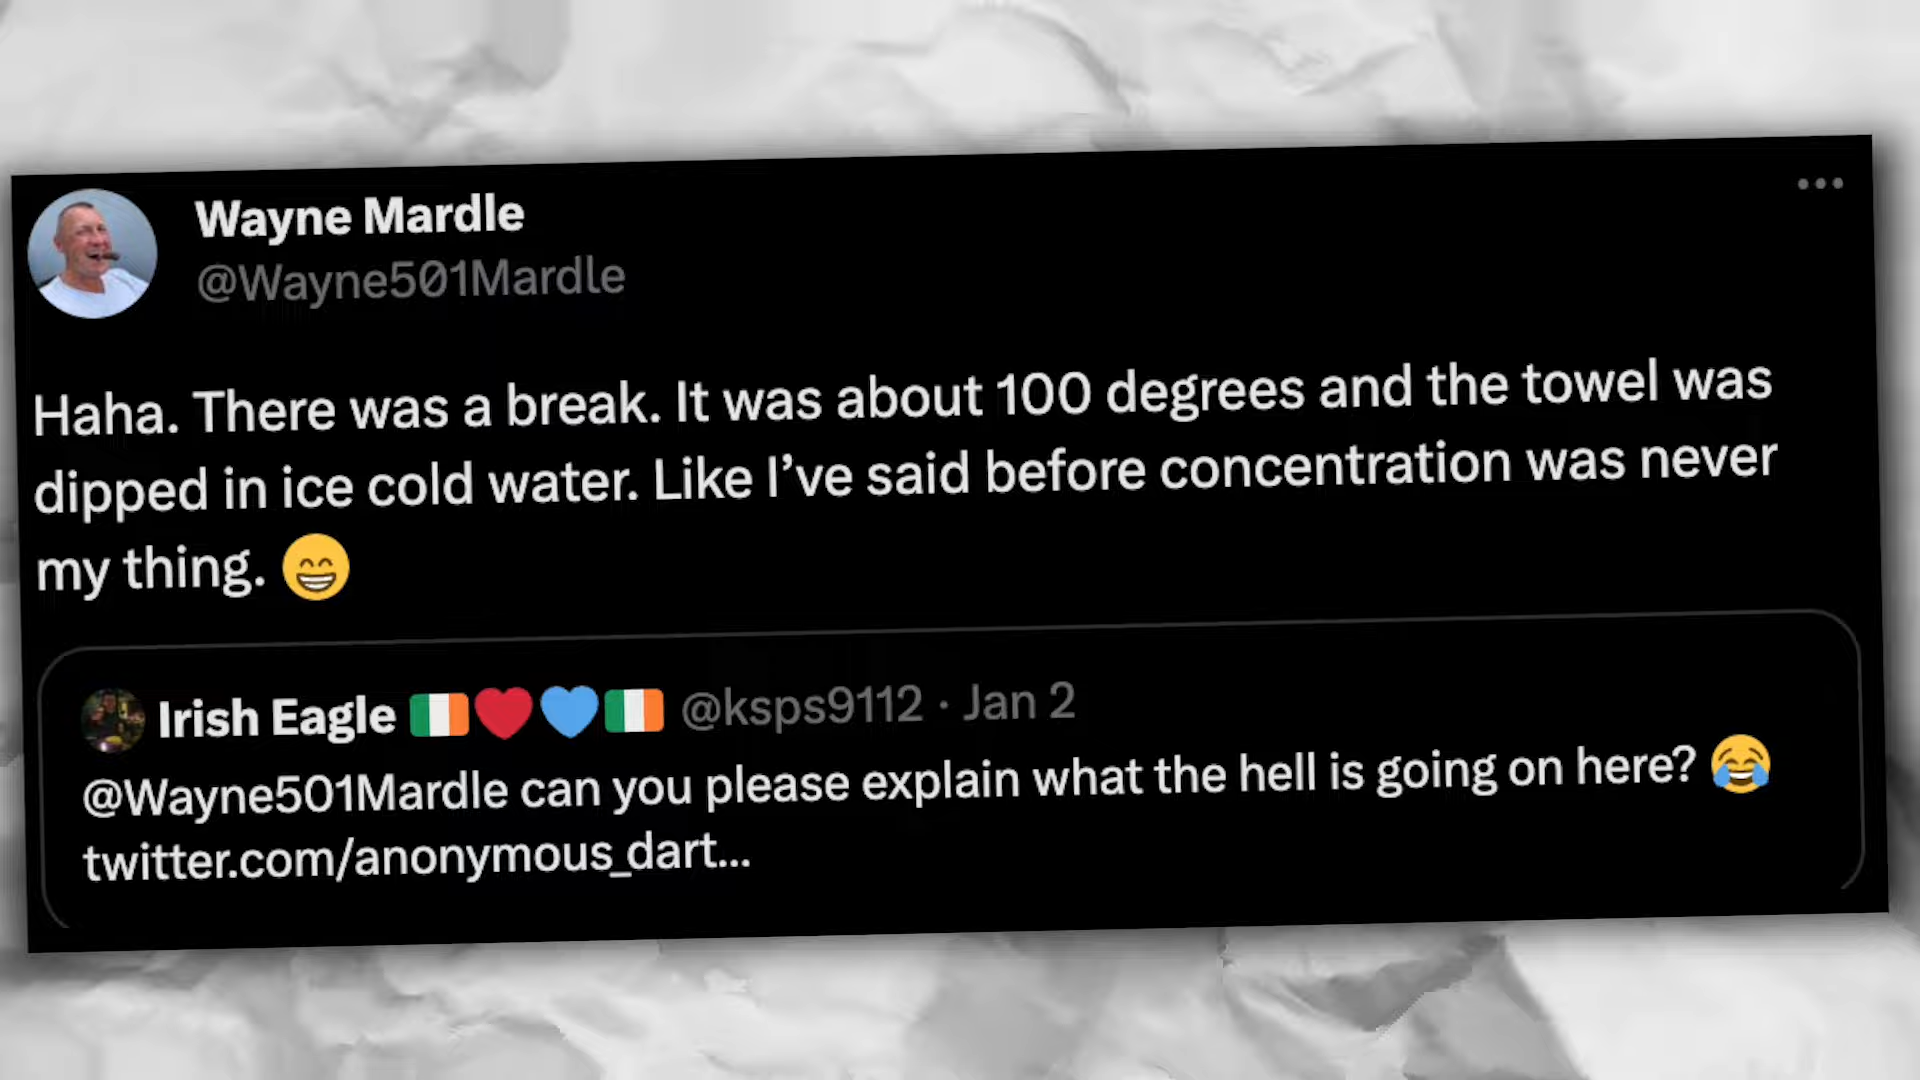 Wayne Mardle
@Wayne501Mardle
Haha. There was a break. It was about 100 degrees and the towel was
dipped in ice cold water. Like I’ve said before concentration was never
my thing. 😁
Irish Eagle 🇮🇪❤️💙🇮🇪 @ksps9112 · Jan 2
@Wayne501Mardle can you please explain what the hell is going on here? 😂
twitter.com/anonymous_dart...